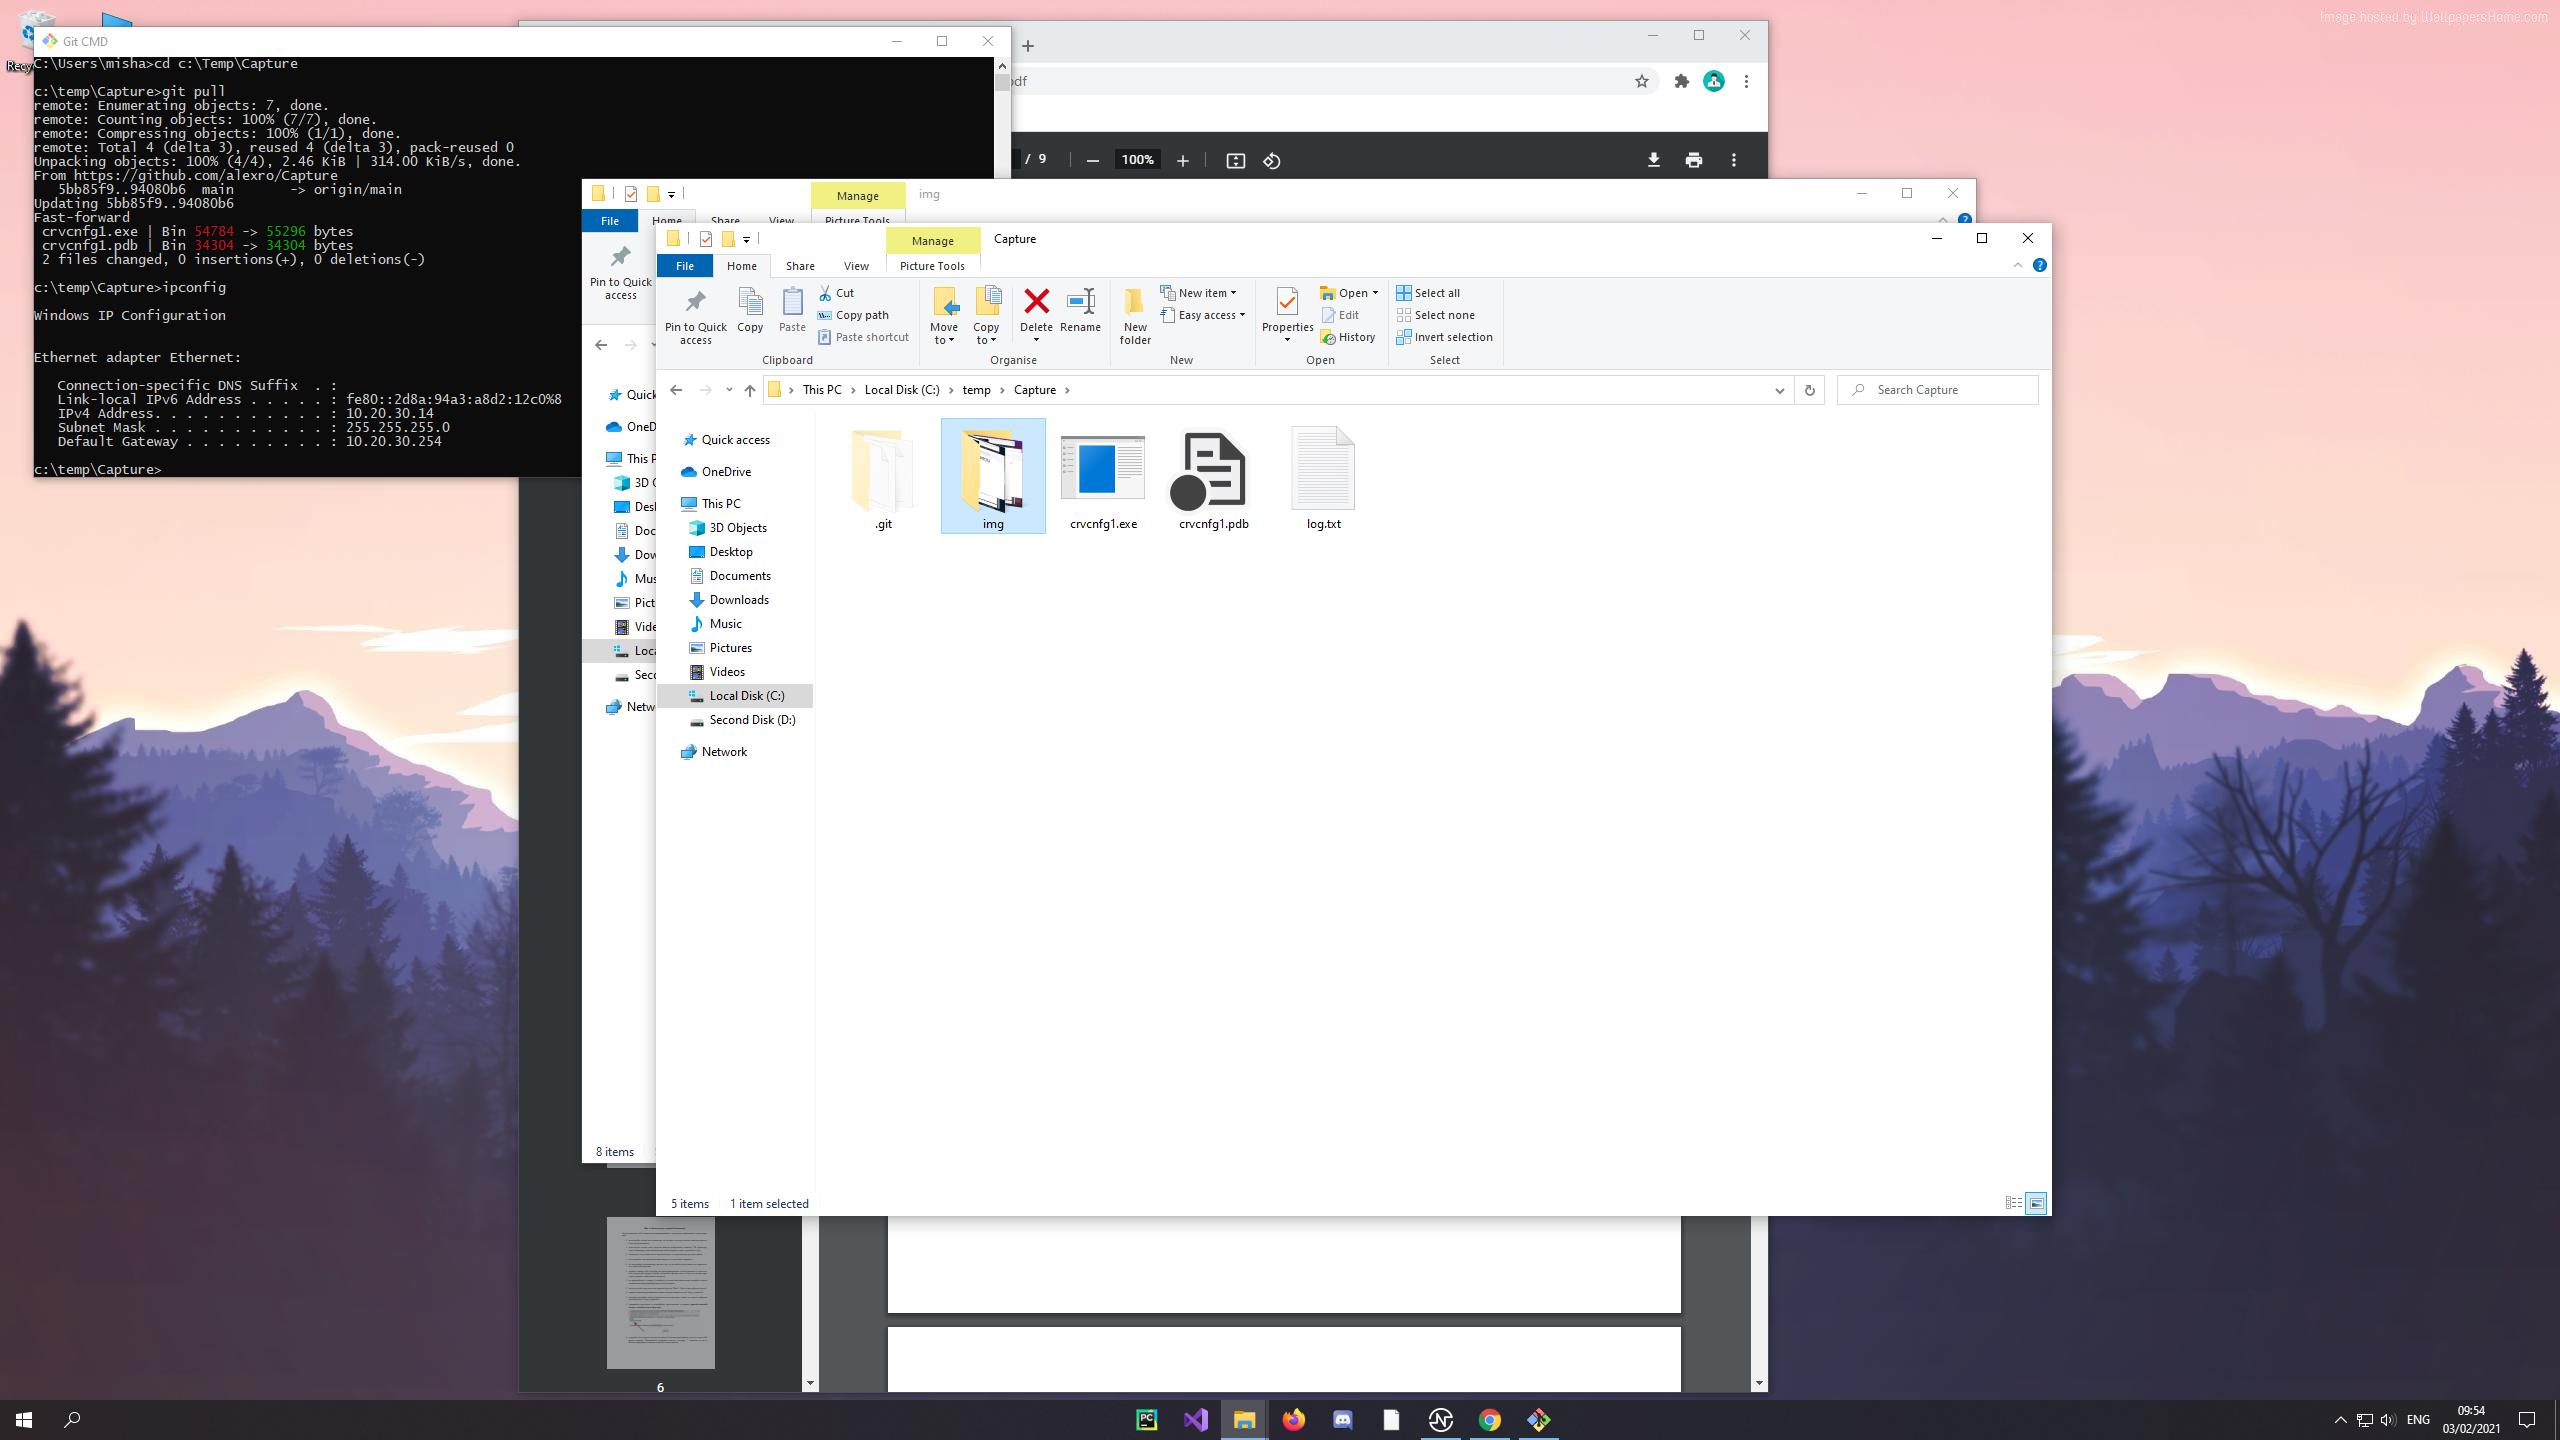 Image hosted by WallpapersHome.com
Git CMD
C:\Users\misha>cd c:\Temp\Capture
c:\temp\Capture>git pull
remote: Enumerating objects: 7, done.
remote: Counting objects: 100% (7/7), done.
remote: Compressing objects: 100% (1/1), done.
remote: Total 4 (delta 3), reused 4 (delta 3), pack-reused 0
Unpacking objects: 100% (4/4), 2.46 KiB | 314.00 KiB/s, done.
From https://github.com/alexro/Capture
5bb85f9..94080b6  main       -> origin/main
Updating 5bb85f9..94080b6
Fast-forward
crvcnfg1.exe | Bin 54784 -> 55296 bytes
crvcnfg1.pdb | Bin 34304 -> 34304 bytes
2 files changed, 0 insertions(+), 0 deletions(-)
c:\temp\Capture>ipconfig
Windows IP Configuration
Ethernet adapter Ethernet:
Connection-specific DNS Suffix  . :
Link-local IPv6 Address . . . . . : fe80::2d8a:94a3:a8d2:12c0%8
IPv4 Address. . . . . . . . . . . : 10.20.30.14
Subnet Mask . . . . . . . . . . . : 255.255.255.0
Default Gateway . . . . . . . . . : 10.20.30.254
c:\temp\Capture>
/ 9
100%
Manage img
File Home Share View Picture Tools
Pin to Quick
access
Quick
This P
8 items
Manage Capture
File Home Share View Picture Tools
Pin to Quick
access
Copy
Paste
Cut
Copy path
Paste shortcut
Clipboard
Move
to
Copy
to
Delete
Rename
Organise
New
folder
New item
Easy access
New
Properties
Open
Edit
History
Open
Select all
Select none
Invert selection
Select
This PC > Local Disk (C:) > temp > Capture >
Search Capture
Quick access
OneDrive
This PC
3D Objects
Desktop
Documents
Downloads
Music
Pictures
Videos
Local Disk (C:)
Second Disk (D:)
Network
.git
img
crvcnfg1.exe
crvcnfg1.pdb
log.txt
5 items 1 item selected
6
PC
ENG
09:54
03/02/2021